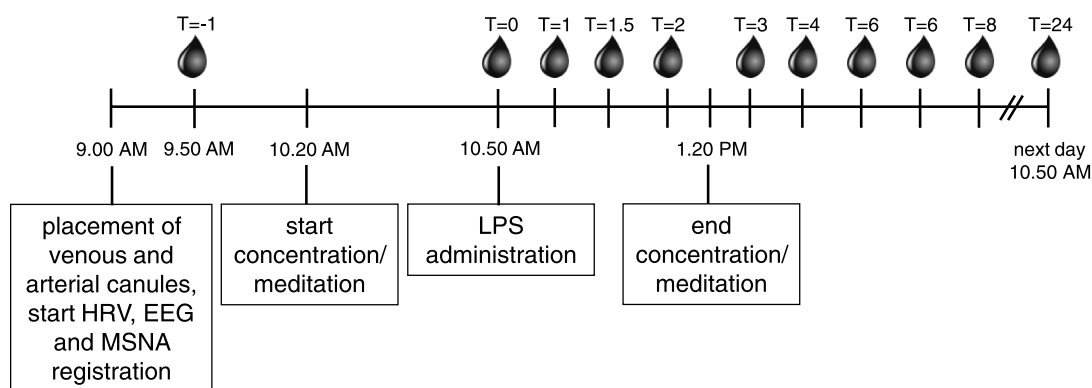 T=-1 T=0 T=1 T=1.5 T=2 T=3 T=4 T=6 T=6 T=8 T=24
9.00 AM 9.50 AM 10.20 AM 10.50 AM 1.20 PM next day
10.50 AM
placement of
venous and
arterial canules,
start HRV, EEG
and MSNA
registration
start
concentration/
meditation
LPS
administration
end
concentration/
meditation